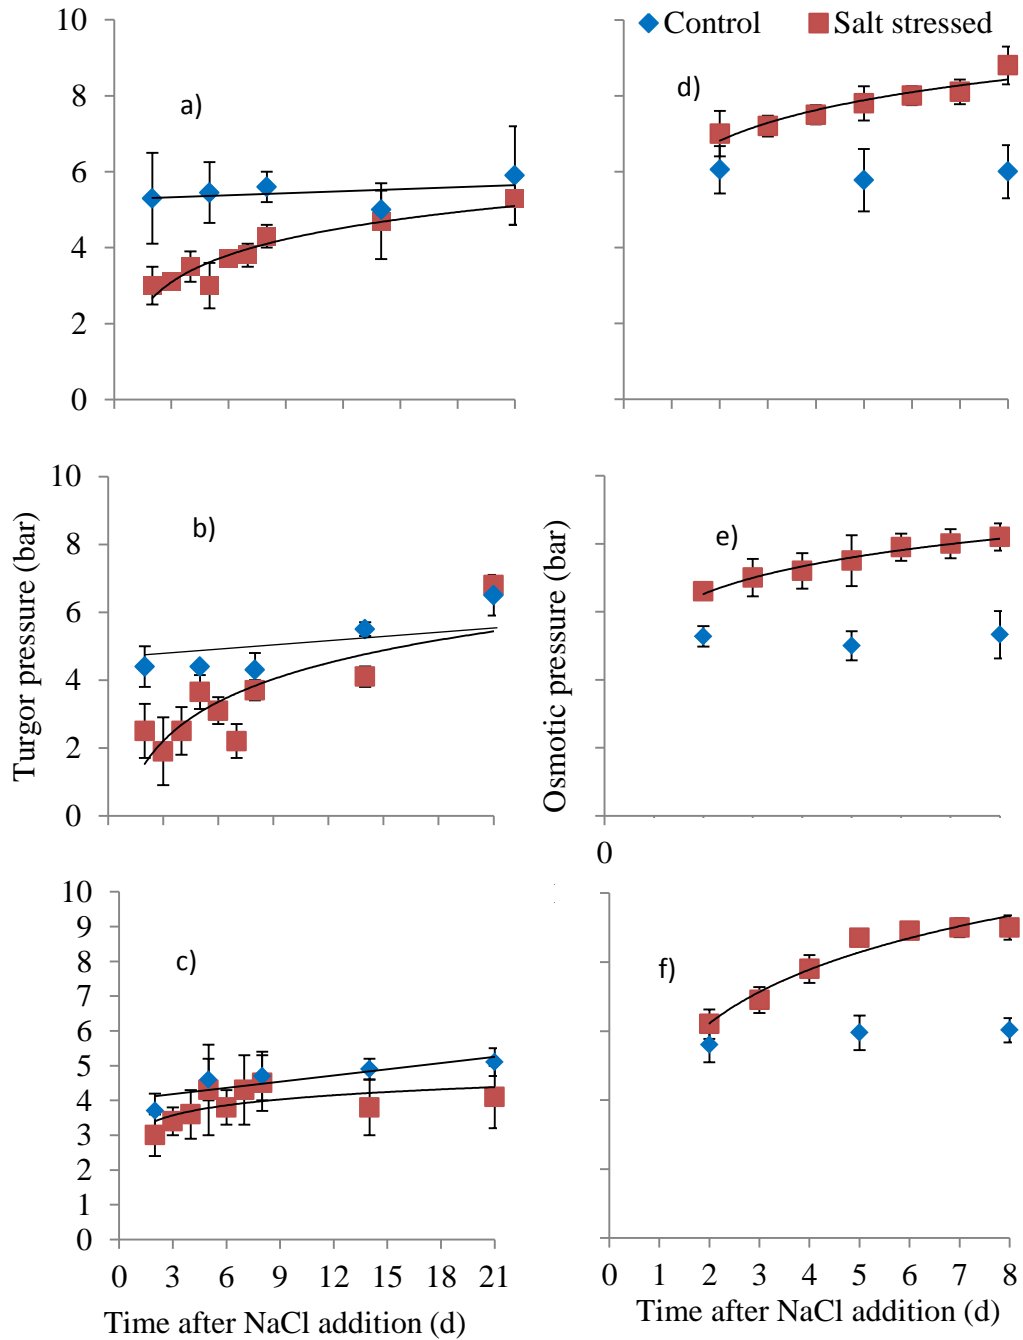 Control Salt stressed
10
8
6
4
2
0
a)
d)
10
8
6
4
2
0
b)
Turgor pressure (bar)
e)
Osmotic pressure (bar)
0
10
9
8
7
6
5
4
3
2
1
0
c)
f)
0 3 6 9 12 15 18 21
Time after NaCl addition (d)
0 1 2 3 4 5 6 7 8
Time after NaCl addition (d)